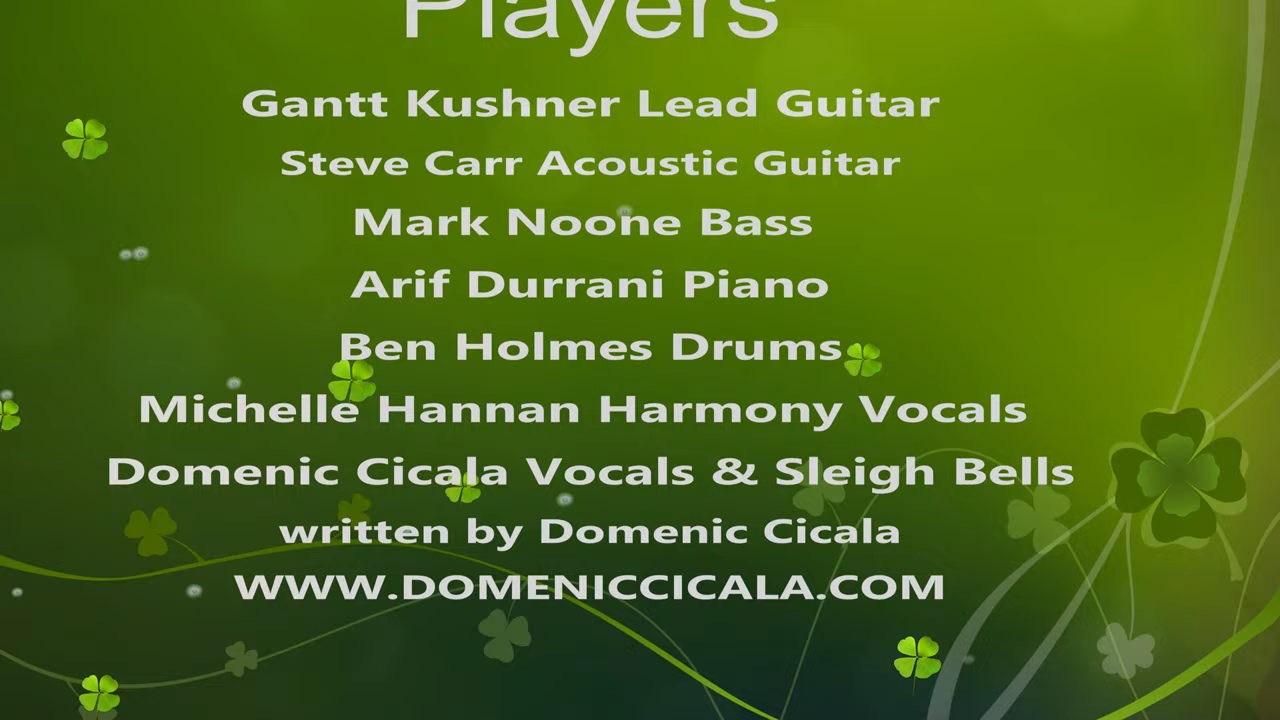 Players
Gantt Kushner Lead Guitar
Steve Carr Acoustic Guitar
Mark Noone Bass
Arif Durrani Piano
Ben Holmes Drums
Michelle Hannan Harmony Vocals
Domenic Cicala Vocals & Sleigh Bells
written by Domenic Cicala
WWW.DOMENICCICALA.COM